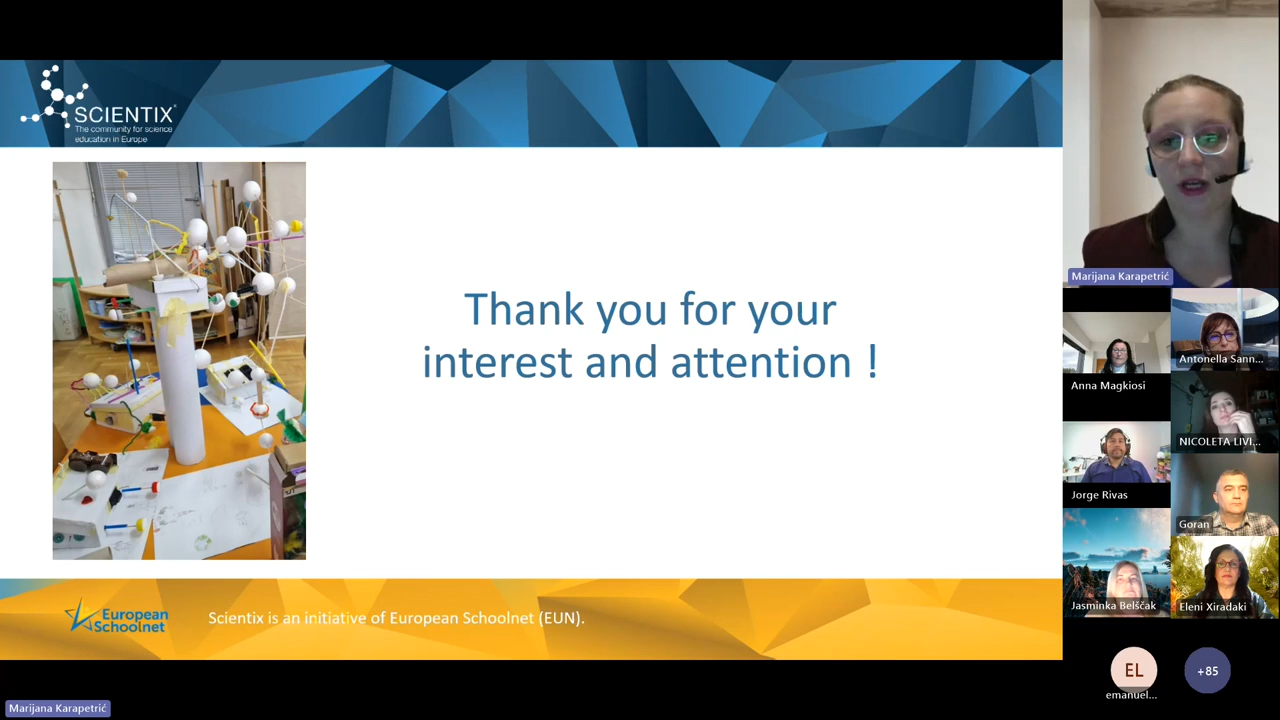 SCIENTIX®
The community for science
education in Europe
Thank you for your
interest and attention !
European
Schoolnet
Scientix is an initiative of European Schoolnet (EUN).
Marijana Karapetrić
Marijana Karapetrić
Anna Magkiosi
Antonella Sann...
NICOLETA LIVI...
Jorge Rivas
Goran
Jasminka Belščak
Eleni Xiradaki
EL
emanuel...
+85